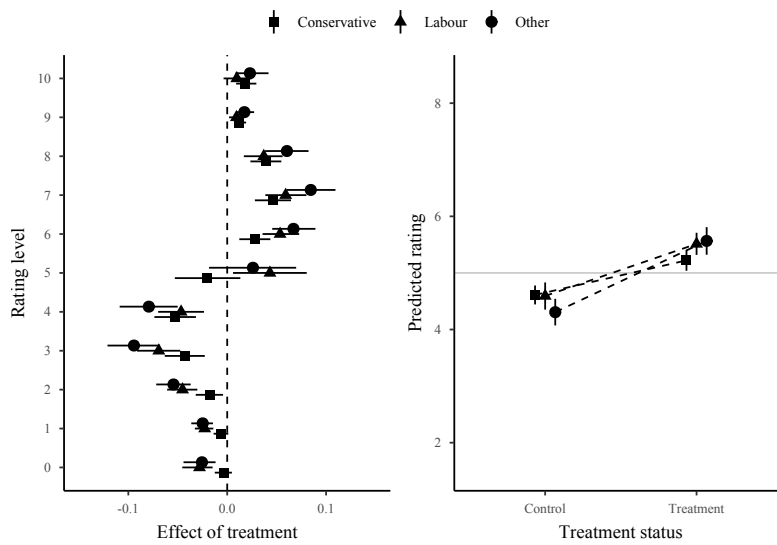 Conservative Labour Other
10
9
8
7
6
5
4
3
2
1
0
Rating level
-0.1 0.0 0.1
Effect of treatment
8
6
4
2
Predicted rating
Control Treatment
Treatment status